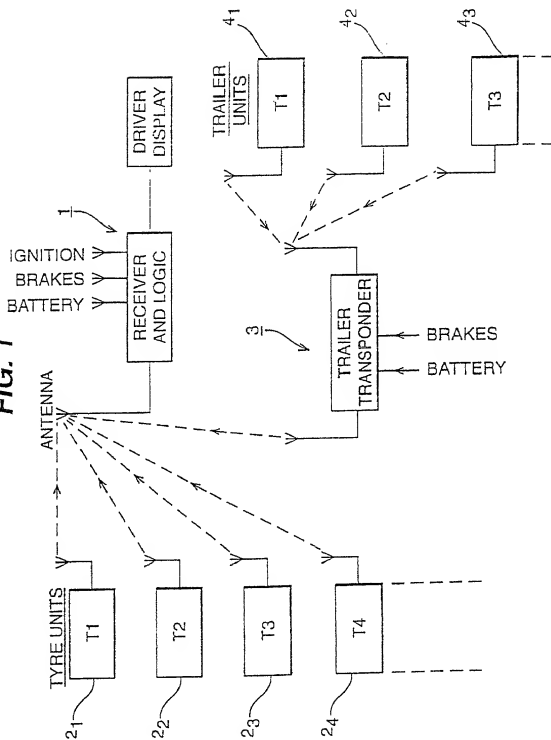 FIG. 1
ANTENNA
IGNITION
BRAKES
BATTERY
1
RECEIVER
AND LOGIC
DRIVER
DISPLAY
TYRE UNITS
T1
21
T2
22
T3
23
T4
24
3
TRAILER
TRANSPONDER
BRAKES
BATTERY
TRAILER
UNITS
T1
41
T2
42
T3
43